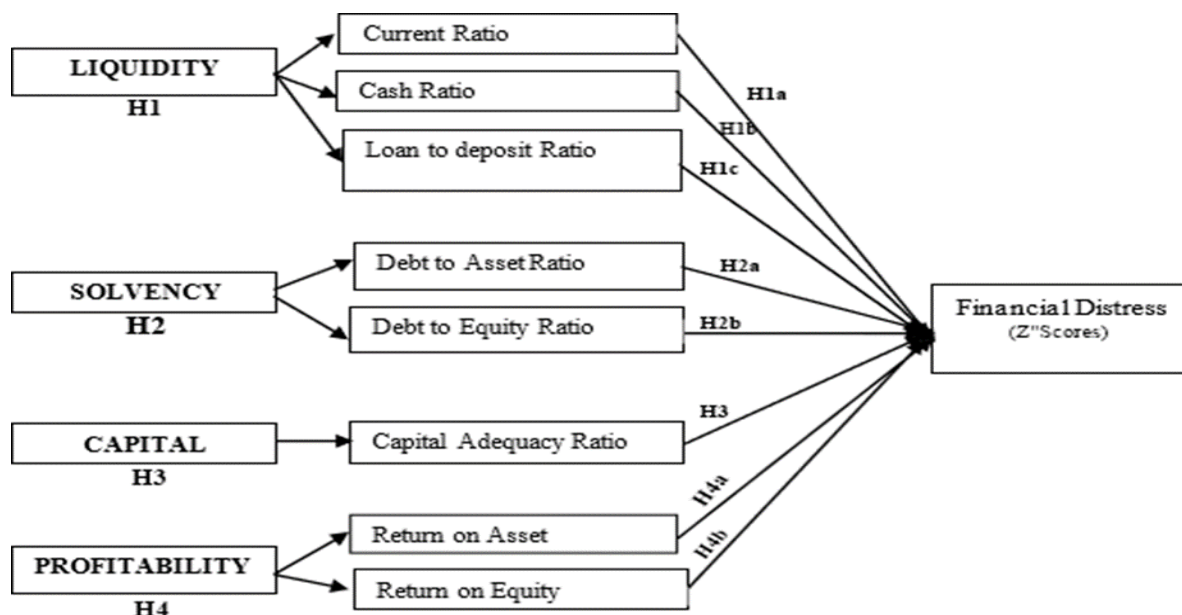 LIQUIDITY
H1
Current Ratio
Cash Ratio
Loan to deposit Ratio
H1a
H1b
H1c
SOLVENCY
H2
Debt to Asset Ratio
Debt to Equity Ratio
H2a
H2b
Financial Distress
(Z"Scores)
CAPITAL
H3
Capital Adequacy Ratio
H3
PROFITABILITY
H4
Return on Asset
Return on Equity
H4a
H4b